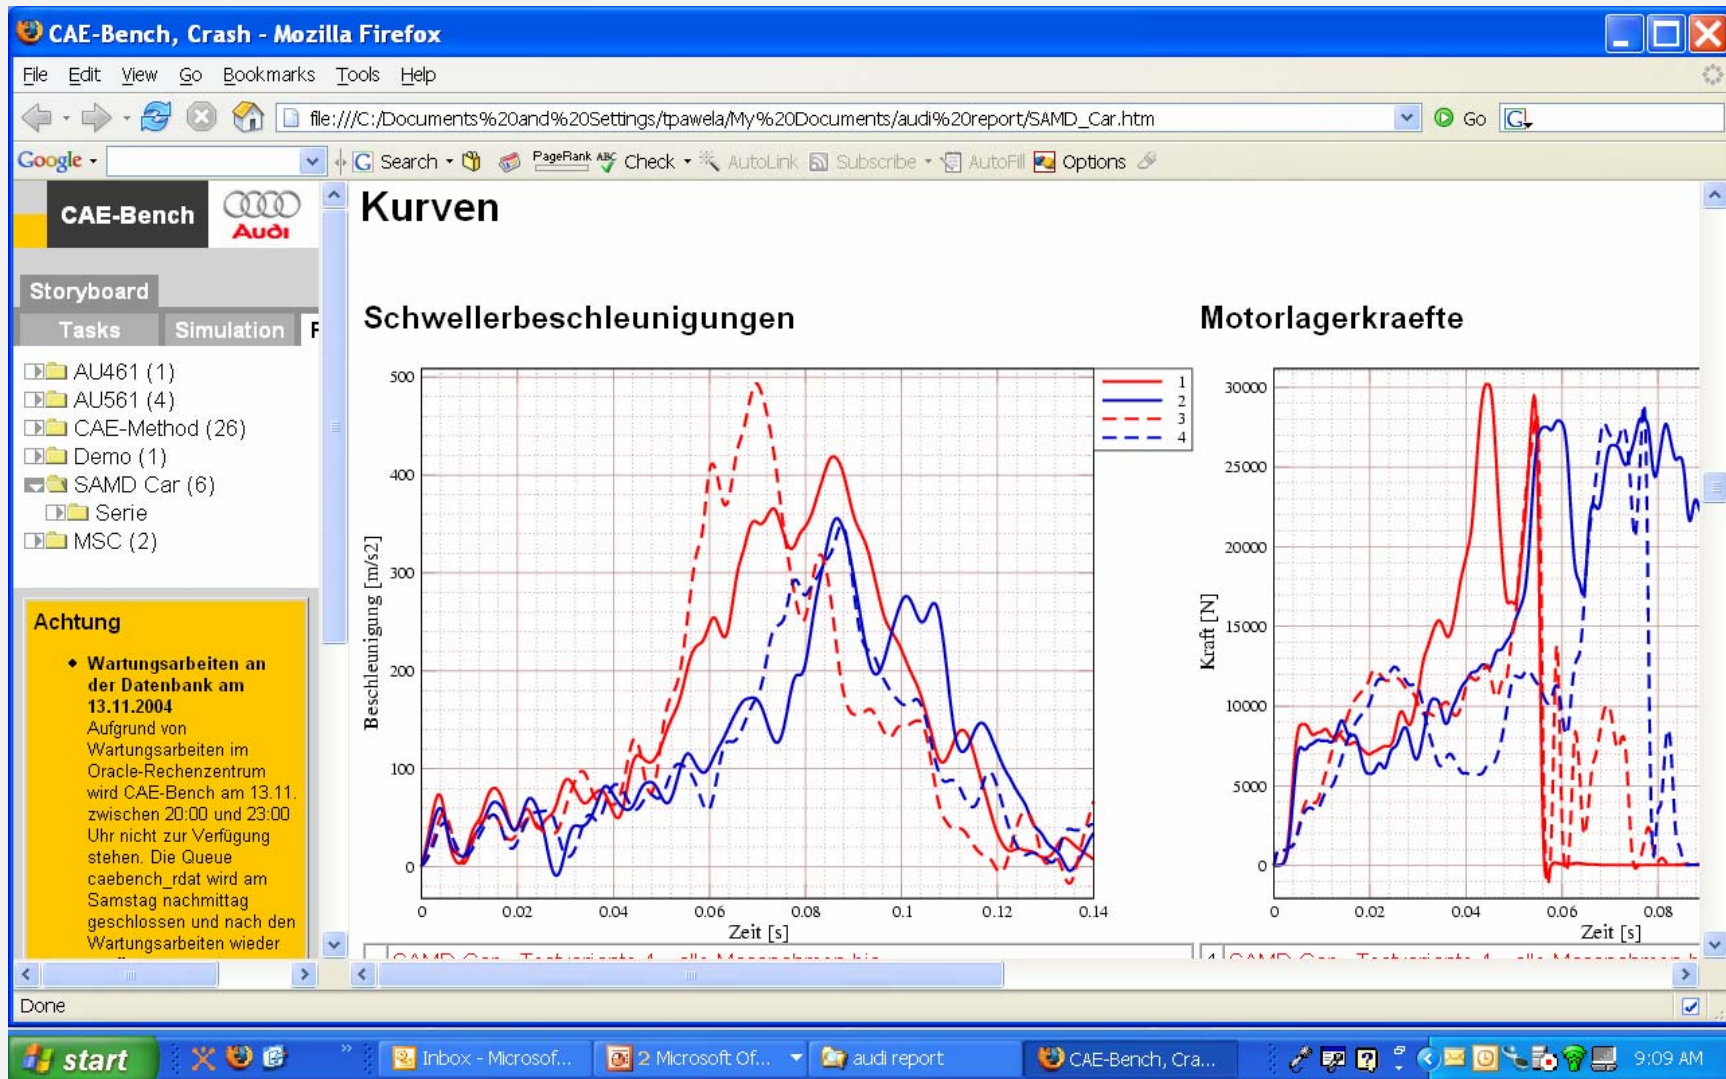 CAE-Bench, Crash - Mozilla Firefox
File Edit View Go Bookmarks Tools Help
file:///C:/Documents%20and%20Settings/tpawela/My%20Documents/audi%20report/SAMD_Car.htm Go
Google Search PageRank ABC Check AutoLink Subscribe AutoFill Options
CAE-Bench Audi
Storyboard
Tasks Simulation
AU461 (1)
AU561 (4)
CAE-Method (26)
Demo (1)
SAMD Car (6)
Serie
MSC (2)
Achtung
Wartungsarbeiten an
der Datenbank am
13.11.2004
Aufgrund von
Wartungsarbeiten im
Oracle-Rechenzentrum
wird CAE-Bench am 13.11.
zwischen 20:00 und 23:00
Uhr nicht zur Verfügung
stehen. Die Queue
caebench_rdat wird am
Samstag nachmittag
geschlossen und nach den
Wartungsarbeiten wieder
Kurven
Schwellerbeschleunigungen
500
400
300
200
100
0
Beschleunigung [m/s2]
0 0.02 0.04 0.06 0.08 0.1 0.12 0.14
Zeit [s]
1
2
3
4
Motorlagerkraefte
30000
25000
20000
15000
10000
5000
0
Kraft [N]
0 0.02 0.04 0.06 0.08
Zeit [s]
Done
start Inbox - Microsof... 2 Microsoft Of... audi report CAE-Bench, Cra... 9:09 AM